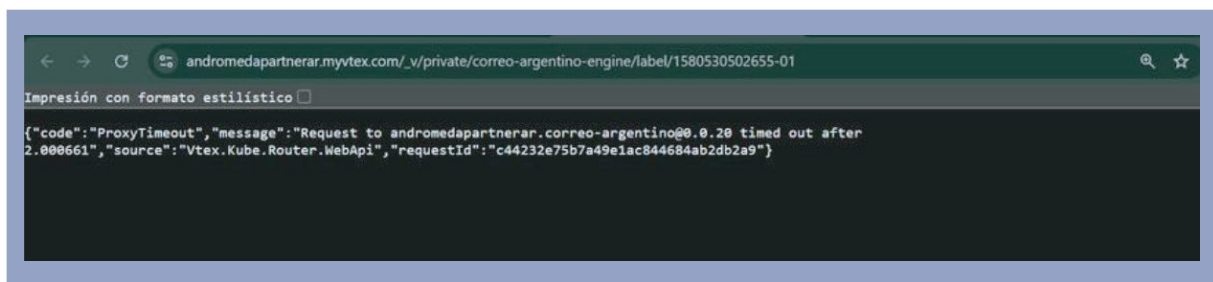 andromedapartnerar.myvtex.com/_v/private/correo-argentino-engine/label/1580530502655-01
Impresión con formato estilístico
{"code":"ProxyTimeout","message":"Request to andromedapartnerar.correo-argentino@0.0.20 timed out after
2.000661","source":"Vtex.Kube.Router.WebApi","requestId":"c44232e75b7a49e1ac844684ab2db2a9"}